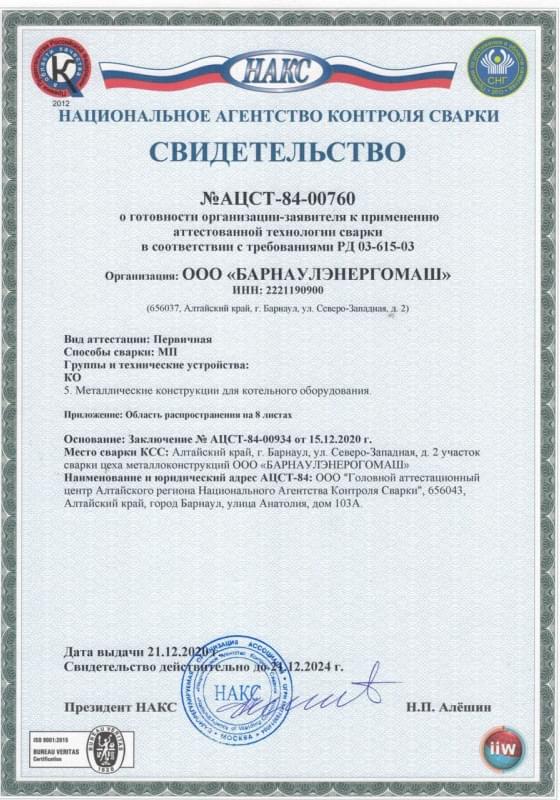 НАКС
2012
СНГ
НАЦИОНАЛЬНОЕ АГЕНТСТВО КОНТРОЛЯ СВАРКИ
СВИДЕТЕЛЬСТВО
№АЦСТ-84-00760
о готовности организации-заявителя к применению
аттестованной технологии сварки
в соответствии с требованиями РД 03-615-03
Организация: ООО «БАРНАУЛЭНЕРГОМАШ»
ИНН: 2221190900
(656037, Алтайский край, г. Барнаул, ул. Северо-Западная, д. 2)
Вид аттестации: Первичная
Способы сварки: МП
Группы и технические устройства:
КО
5. Металлические конструкции для котельного оборудования.
Приложение: Область распространения на 8 листах
Основание: Заключение № АЦСТ-84-00934 от 15.12.2020 г.
Место сварки КСС: Алтайский край, г. Барнаул, ул. Северо-Западная, д. 2 участок
сварки цеха металлоконструкций ООО «БАРНАУЛЭНЕРОГОМАШ»
Наименование и юридический адрес АЦСТ-84: ООО "Головной аттестационный
центр Алтайского региона Национального Агентства Контроля Сварки", 656043,
Алтайский край, город Барнаул, улица Анатолия, дом 103А.
Дата выдачи 21.12.2020 г.
Свидетельство действительно до 21.12.2024 г.
НАКС
МОСКВА
Президент НАКС
Н.П. Алёшин
ISO 9001:2015
BUREAU VERITAS
Certification
BUREAU VERITAS
1828
iiw